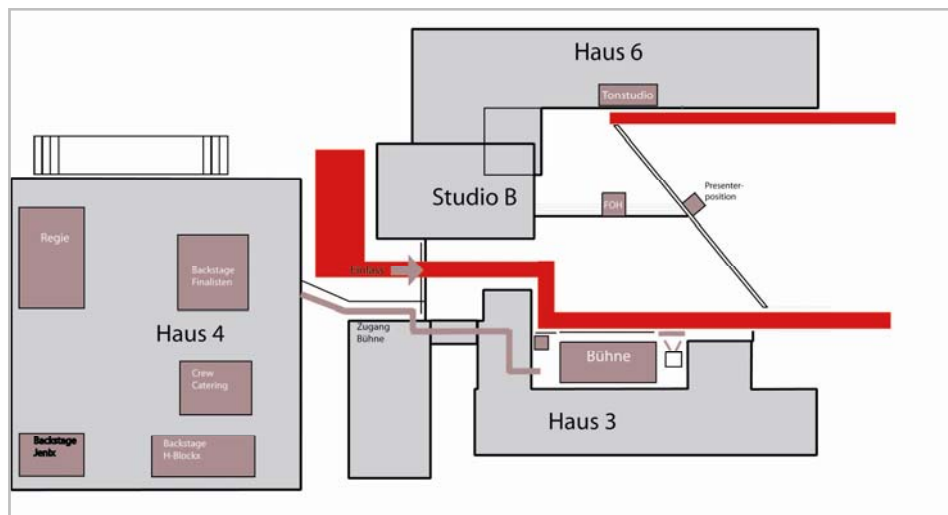 Haus 6
Tonstudio
Studio B
FOH
Presenter-
position
Regie
Backstage
Finalisten
Einlass
Haus 4
Zugang
Bühne
Bühne
Crew
Catering
Haus 3
Backstage
Jenix
Backstage
H-Blockx